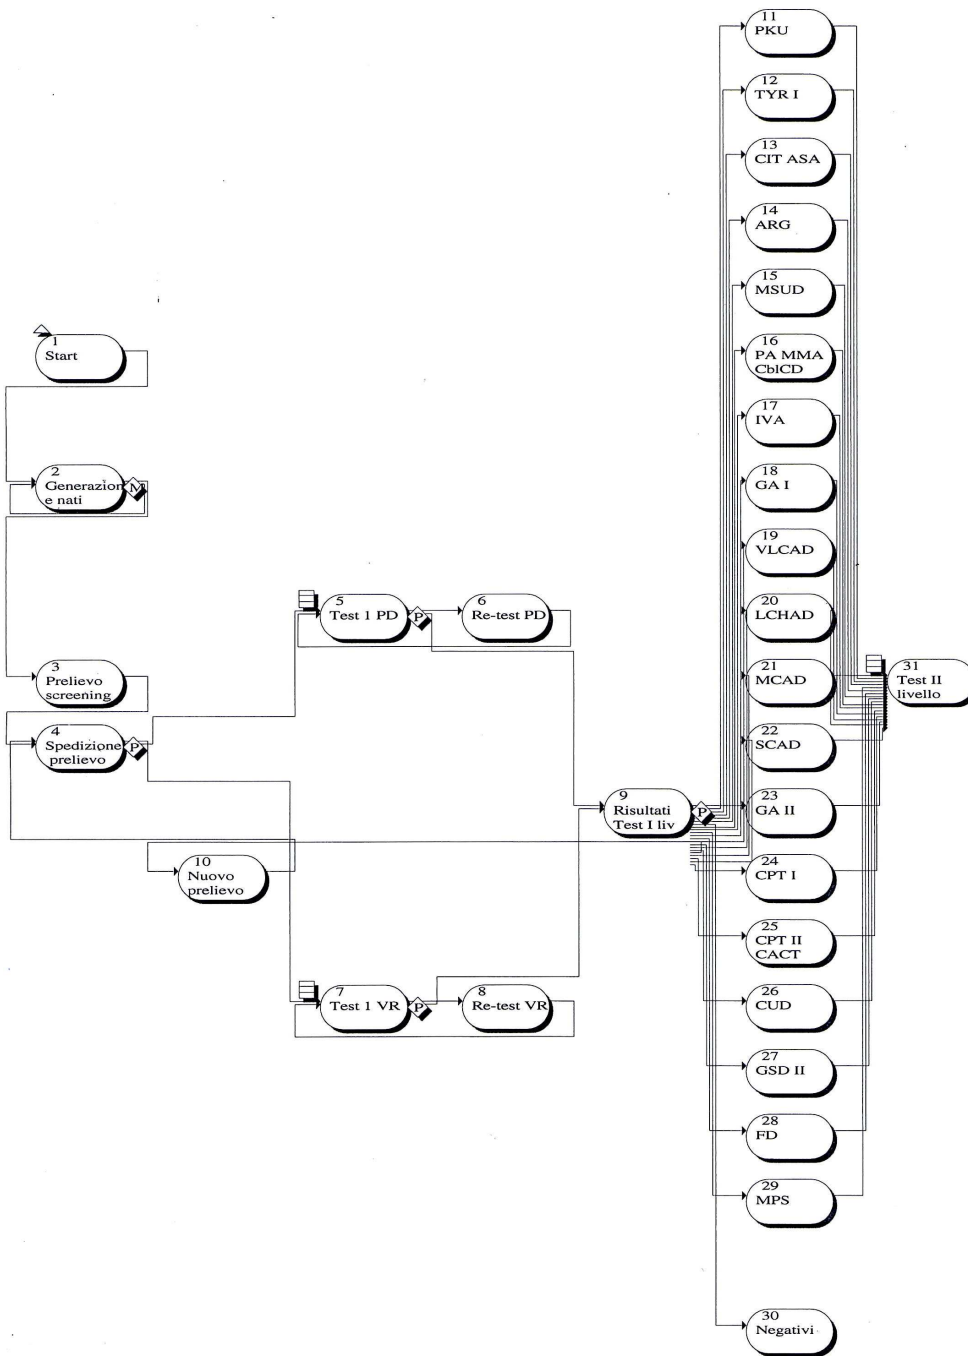 1
Start
2
Generazion
e nati
M
3
Prelievo
screening
4
Spedizione
prelievo
P
5
Test 1 PD
P
6
Re-test PD
7
Test 1 VR
P
8
Re-test VR
9
Risultati
Test I liv
P
10
Nuovo
prelievo
11
PKU
12
TYR I
13
CIT ASA
14
ARG
15
MSUD
16
PA MMA
CblCD
17
IVA
18
GA I
19
VLCAD
20
LCHAD
21
MCAD
22
SCAD
23
GA II
24
CPT I
25
CPT II
CACT
26
CUD
27
GSD II
28
FD
29
MPS
30
Negativi
31
Test II
livello